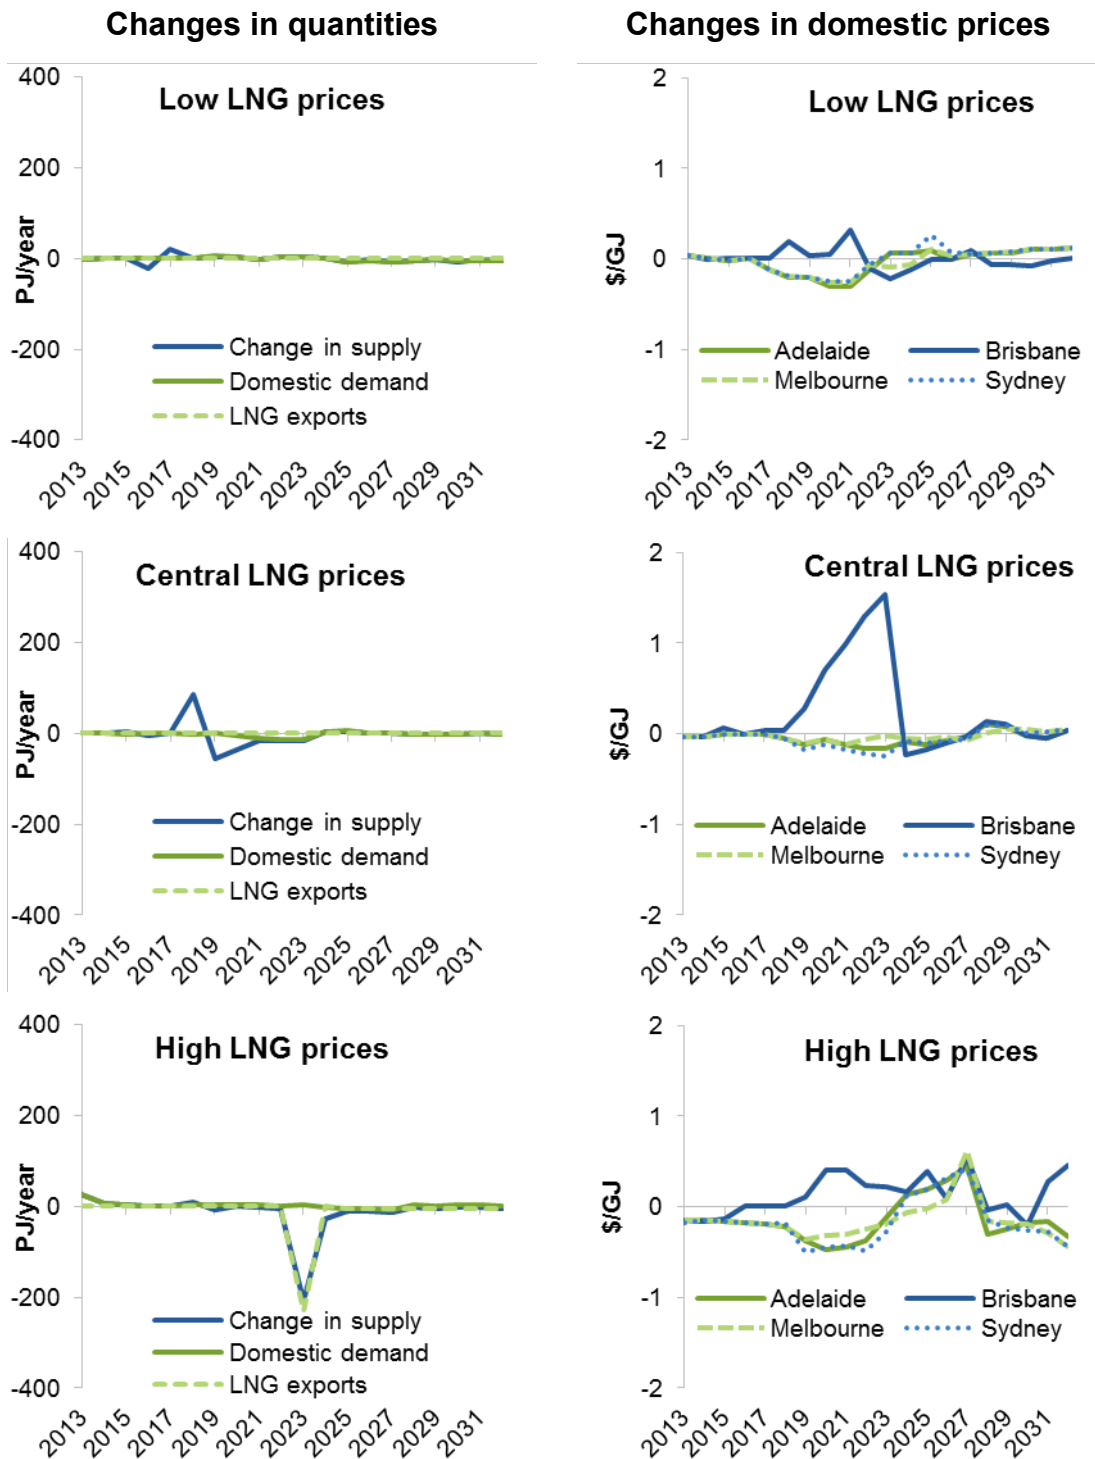 Changes in quantities
Changes in domestic prices
Low LNG prices
400
200
0
-200
-400
PJ/year
Change in supply
Domestic demand
LNG exports
2013 2015 2017 2019 2021 2023 2025 2027 2029 2031
Low LNG prices
2
1
0
-1
-2
$/GJ
Adelaide Brisbane
Melbourne Sydney
2013 2015 2017 2019 2021 2023 2025 2027 2029 2031
Central LNG prices
400
200
0
-200
-400
PJ/year
Change in supply
Domestic demand
LNG exports
2013 2015 2017 2019 2021 2023 2025 2027 2029 2031
Central LNG prices
2
1
0
-1
-2
$/GJ
Adelaide Brisbane
Melbourne Sydney
2013 2015 2017 2019 2021 2023 2025 2027 2029 2031
High LNG prices
400
200
0
-200
-400
PJ/year
Change in supply
Domestic demand
LNG exports
2013 2015 2017 2019 2021 2023 2025 2027 2029 2031
High LNG prices
2
1
0
-1
-2
$/GJ
Adelaide Brisbane
Melbourne Sydney
2013 2015 2017 2019 2021 2023 2025 2027 2029 2031